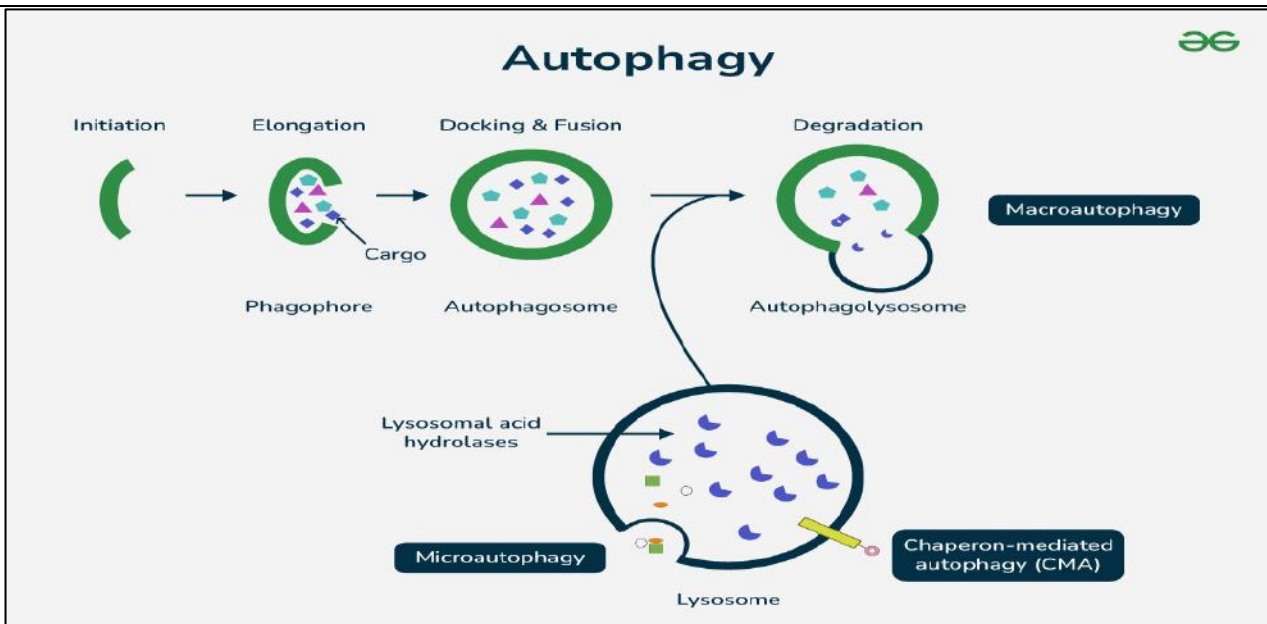 Autophagy
Initiation
Elongation
Docking & Fusion
Degradation
Macroautophagy
Cargo
Phagophore
Autophagosome
Autophagolysosome
Lysosomal acid
hydrolases
Microautophagy
Chaperon-mediated
autophagy (CMA)
Lysosome